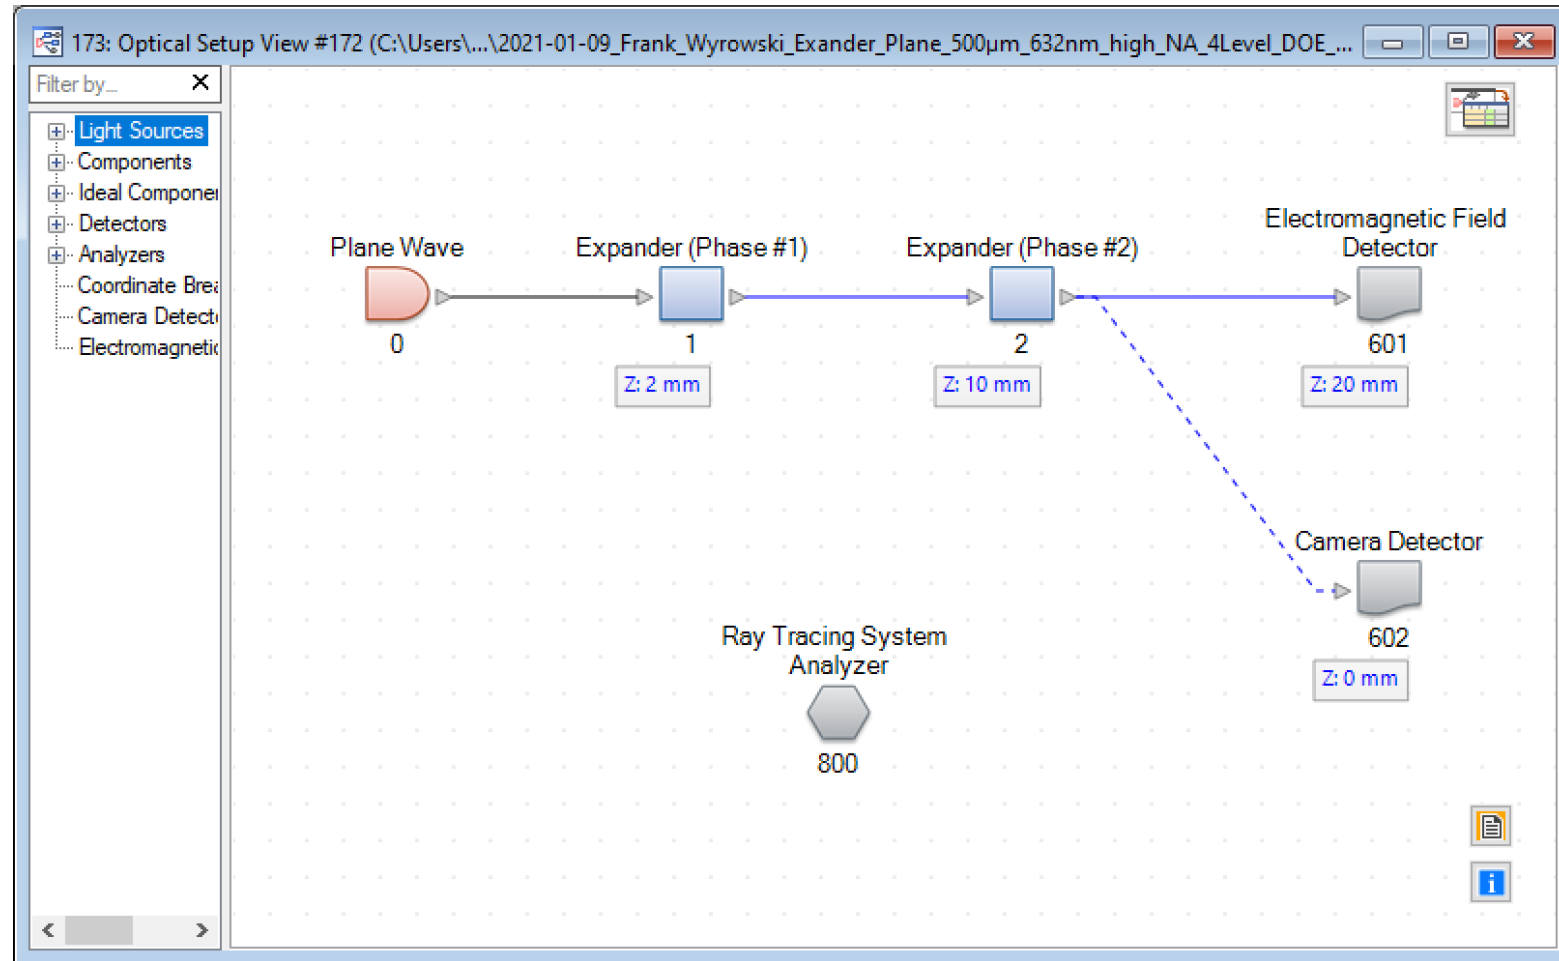 173: Optical Setup View #172 (C:\Users\...\2021-01-09_Frank_Wyrowski_Exander_Plane_500µm_632nm_high_NA_4Level_DOE_...
Filter by...
Light Sources
Components
Ideal Componer
Detectors
Analyzers
Coordinate Brea
Camera Detect
Electromagnetic
Plane Wave
0
Expander (Phase #1)
1
Z: 2 mm
Expander (Phase #2)
2
Z: 10 mm
Electromagnetic Field
Detector
601
Z: 20 mm
Camera Detector
602
Z: 0 mm
Ray Tracing System
Analyzer
800